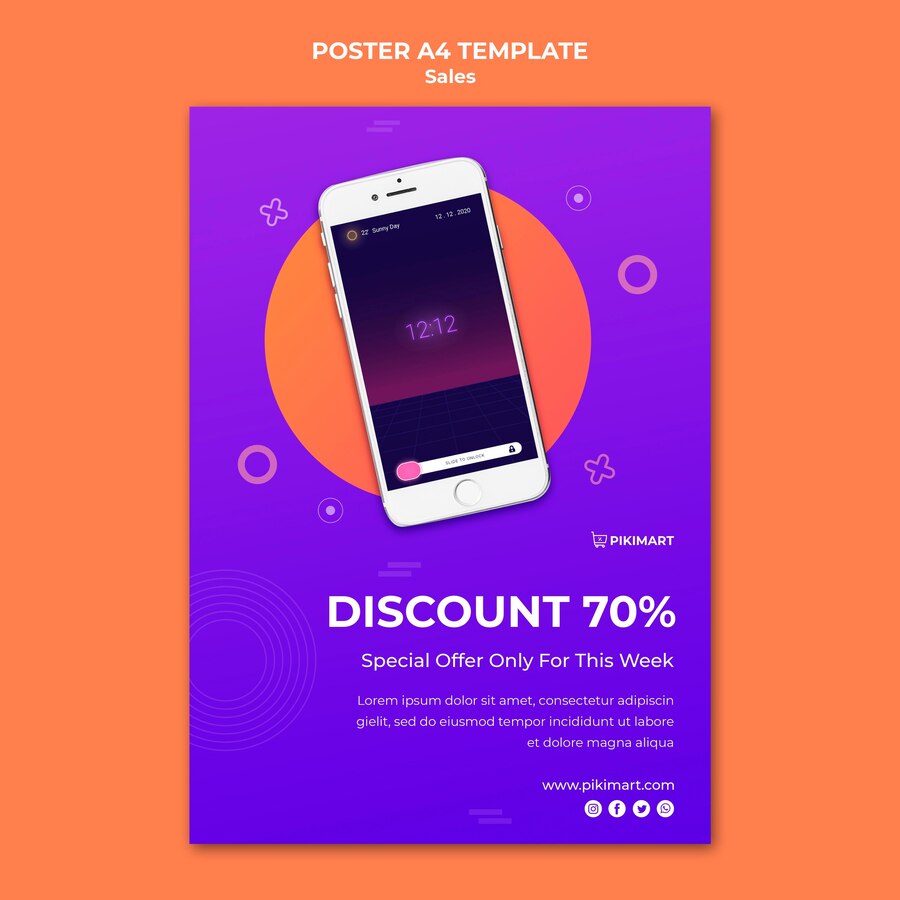 POSTER A4 TEMPLATE
Sales
22° Sunny Day
12 . 12 . 2020
12:12
SLIDE TO UNLOCK
PIKIMART
DISCOUNT 70%
Special Offer Only For This Week
Lorem ipsum dolor sit amet, consectetur adipiscin
gielit, sed do eiusmod tempor incididunt ut labore
et dolore magna aliqua
www.pikimart.com